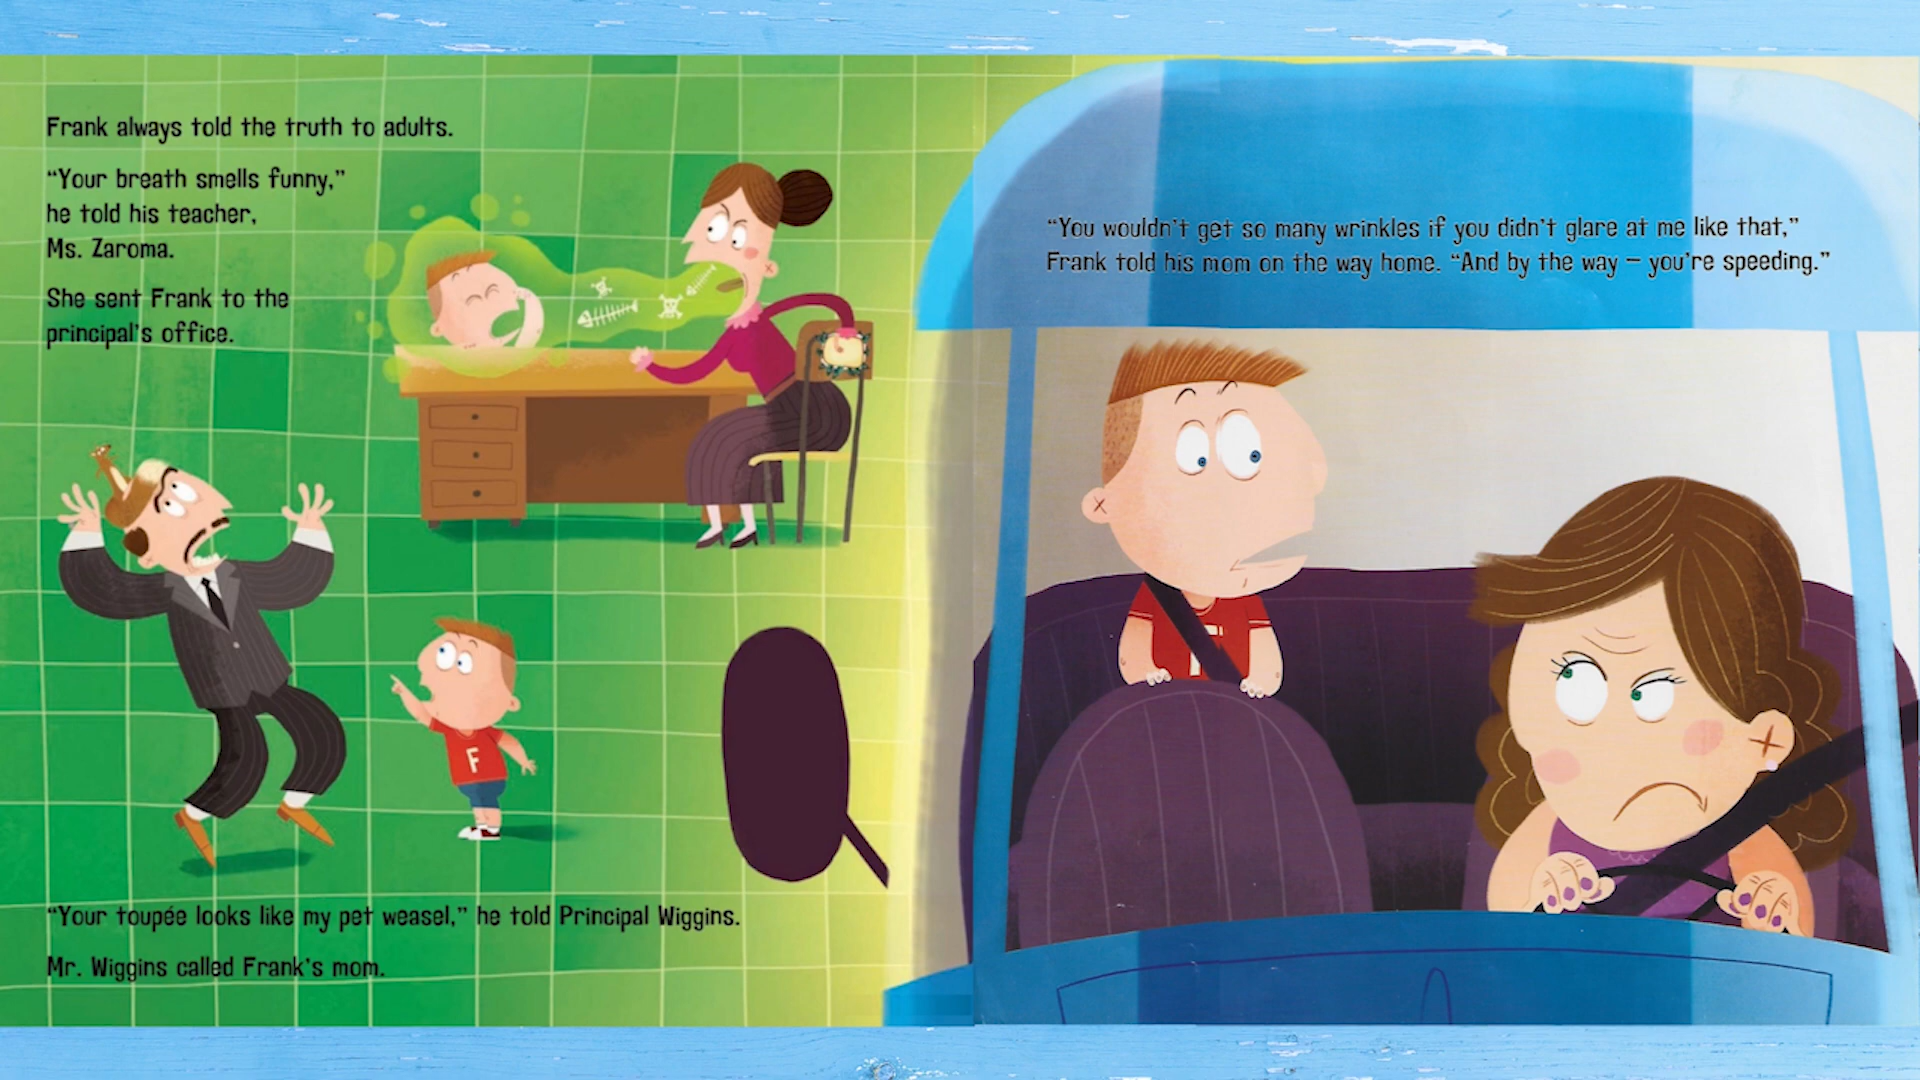 Frank always told the truth to adults.
“Your breath smells funny,”
he told his teacher,
Ms. Zaroma.
She sent Frank to the
principal's office.
F
“Your toupée looks like my pet weasel,” he told Principal Wiggins.
Mr. Wiggins called Frank's mom.
“You wouldn't get so many wrinkles if you didn't glare at me like that,”
Frank told his mom on the way home. “And by the way – you're speeding.”